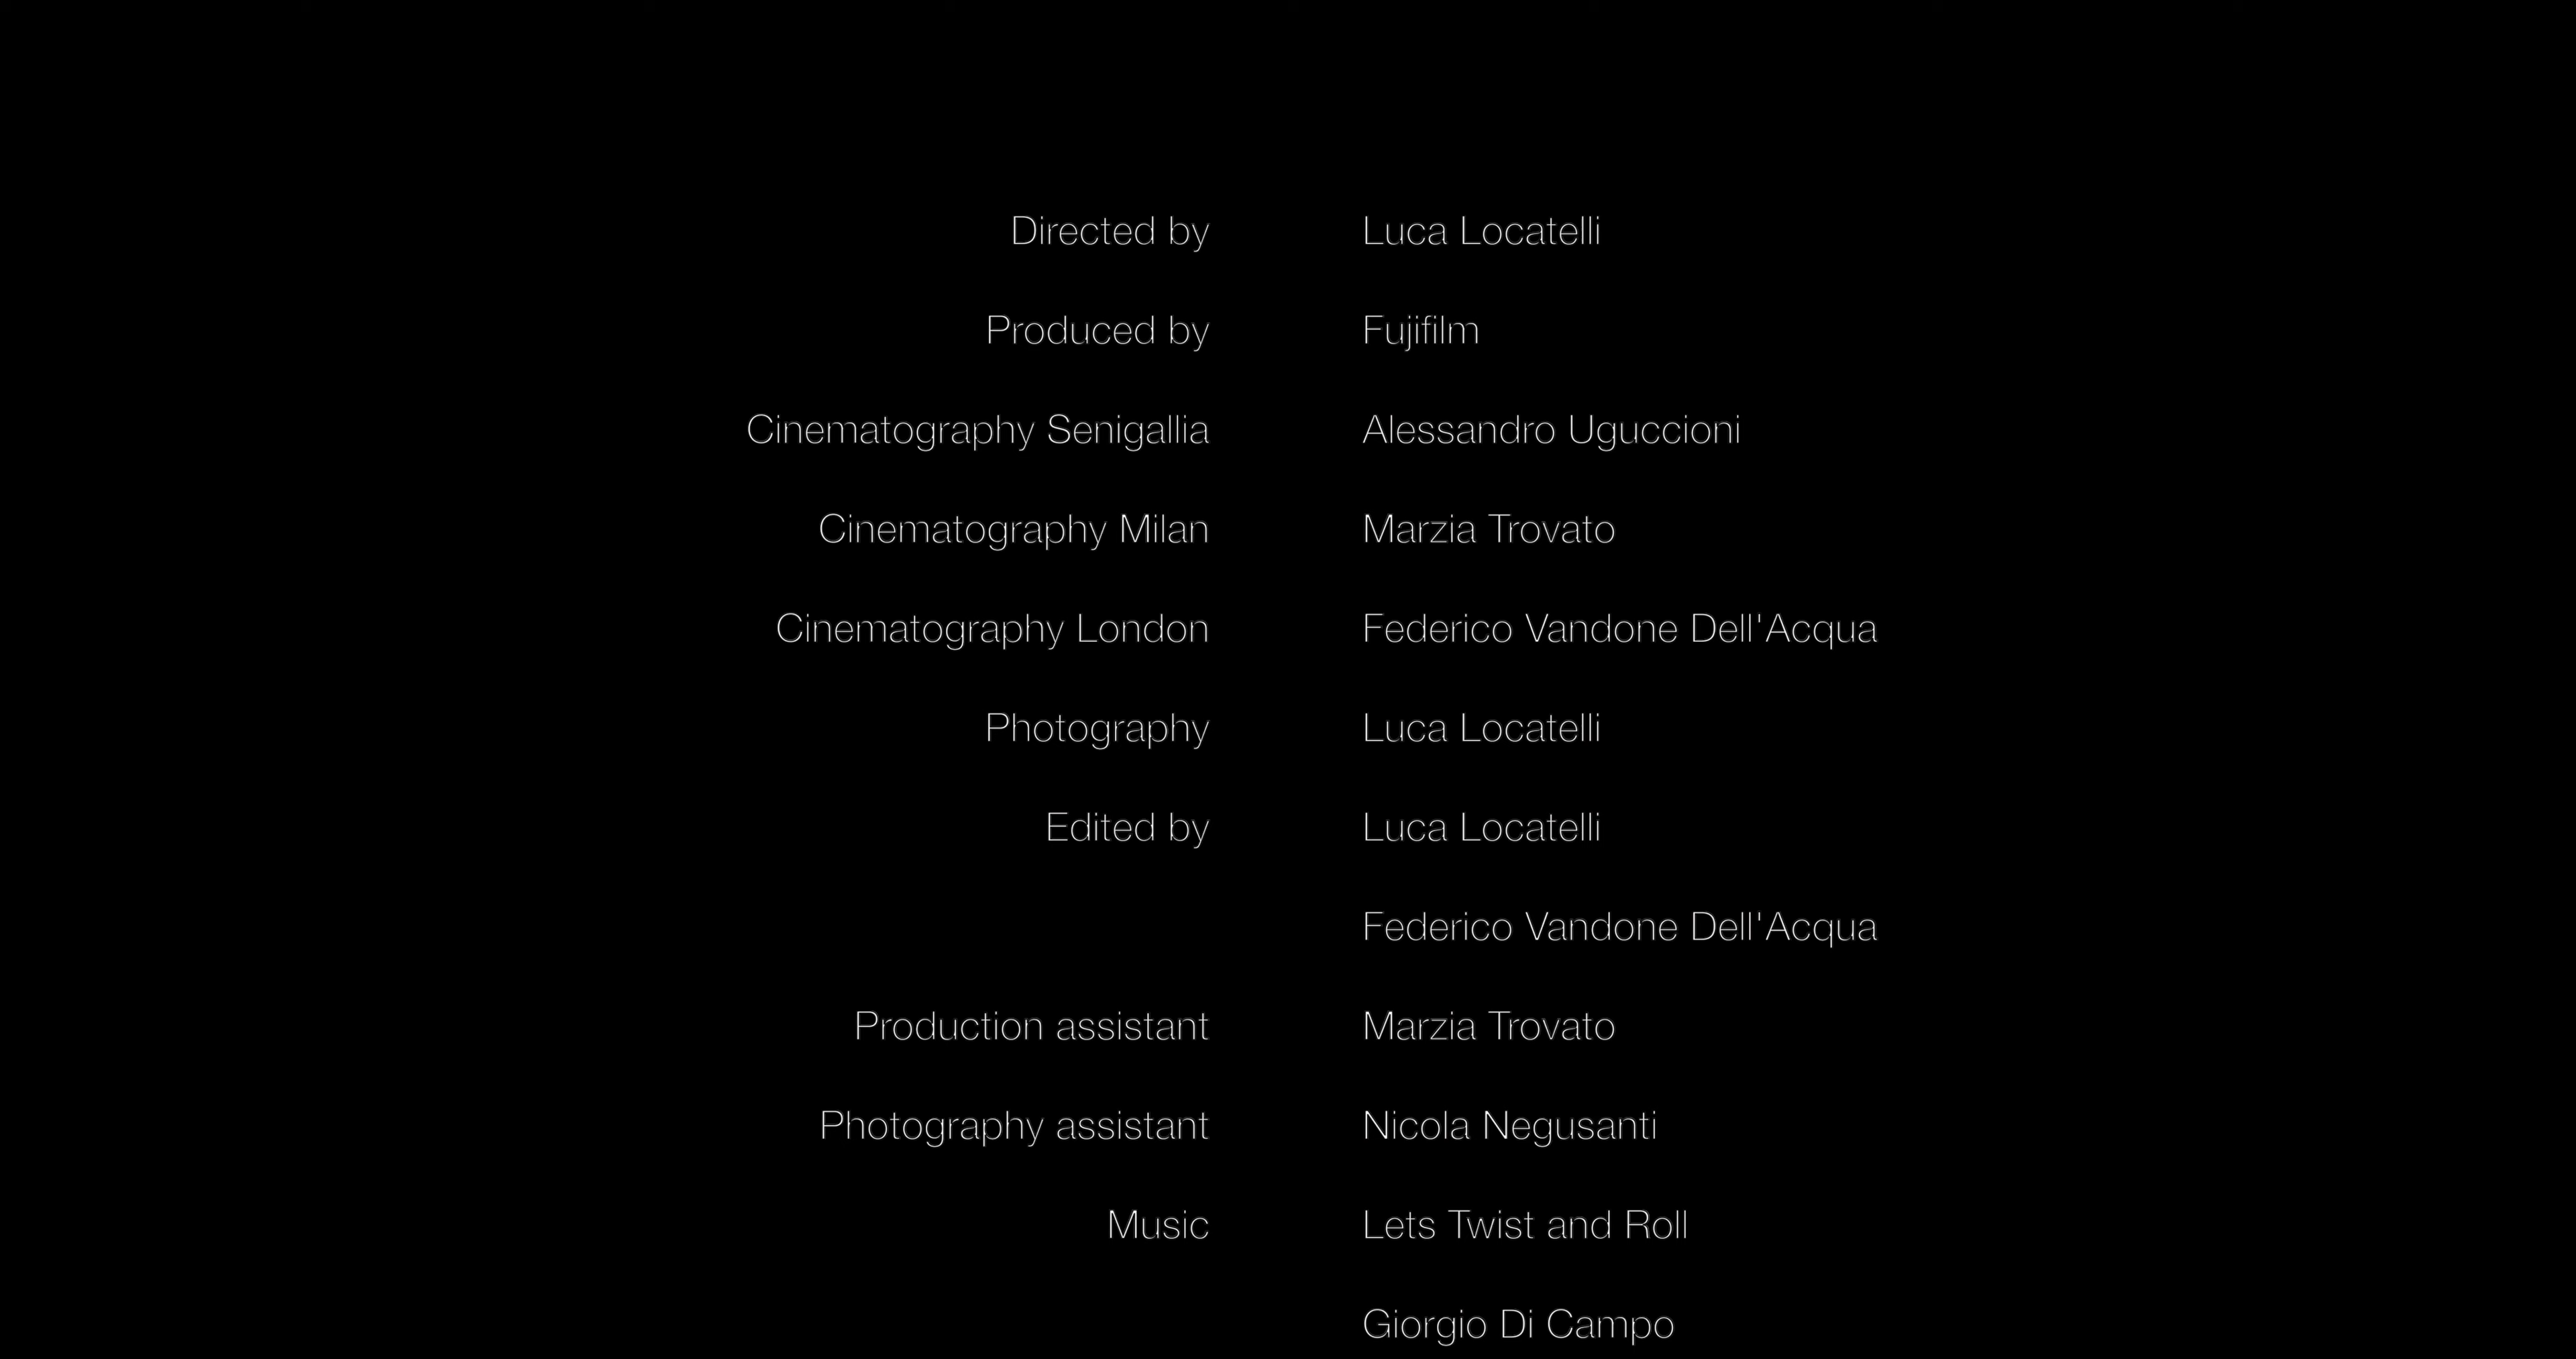 Directed by Luca Locatelli
Produced by Fujifilm
Cinematography Senigallia Alessandro Uguccioni
Cinematography Milan Marzia Trovato
Cinematography London Federico Vandone Dell'Acqua
Photography Luca Locatelli
Edited by Luca Locatelli
Federico Vandone Dell'Acqua
Production assistant Marzia Trovato
Photography assistant Nicola Negusanti
Music Lets Twist and Roll
Giorgio Di Campo